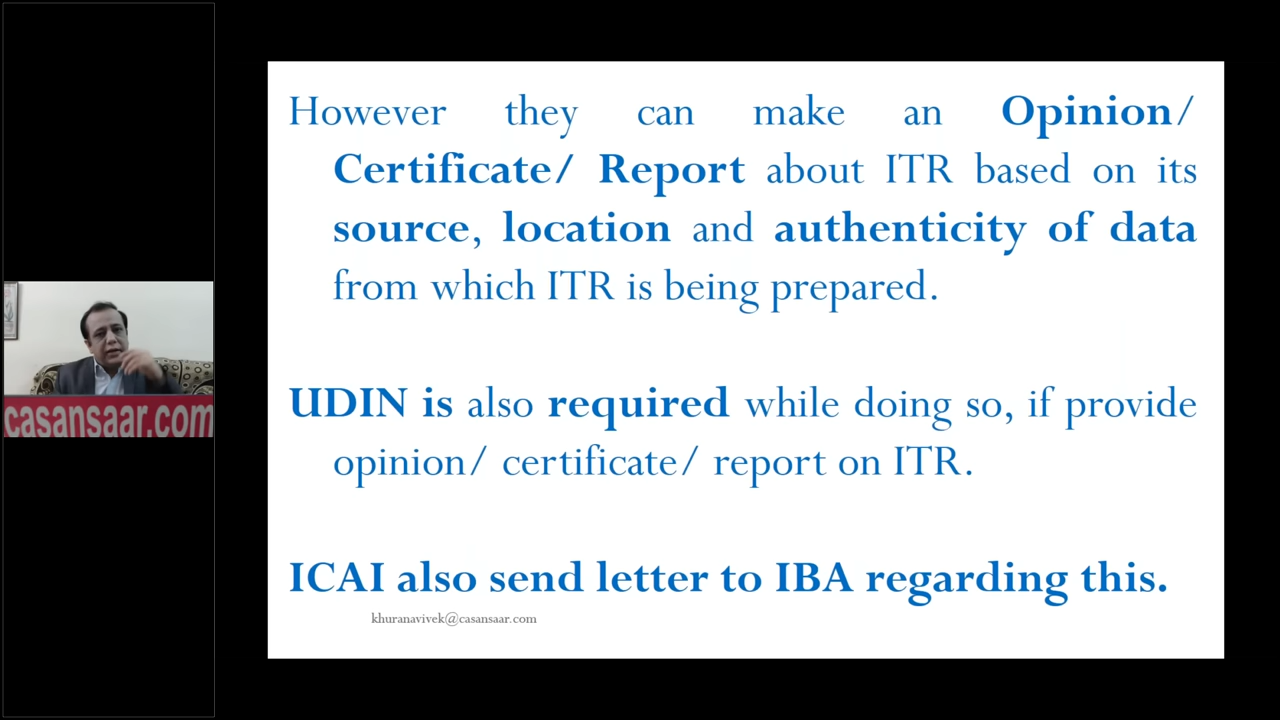 However they can make an Opinion/
Certificate/ Report about ITR based on its
source, location and authenticity of data
from which ITR is being prepared.
UDIN is also required while doing so, if provide
opinion/ certificate/ report on ITR.
ICAI also send letter to IBA regarding this.
khuranavivek@casansaar.com
casansaar.com